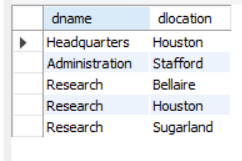 dname dlocation
Headquarters Houston
Administration Stafford
Research Bellaire
Research Houston
Research Sugarland